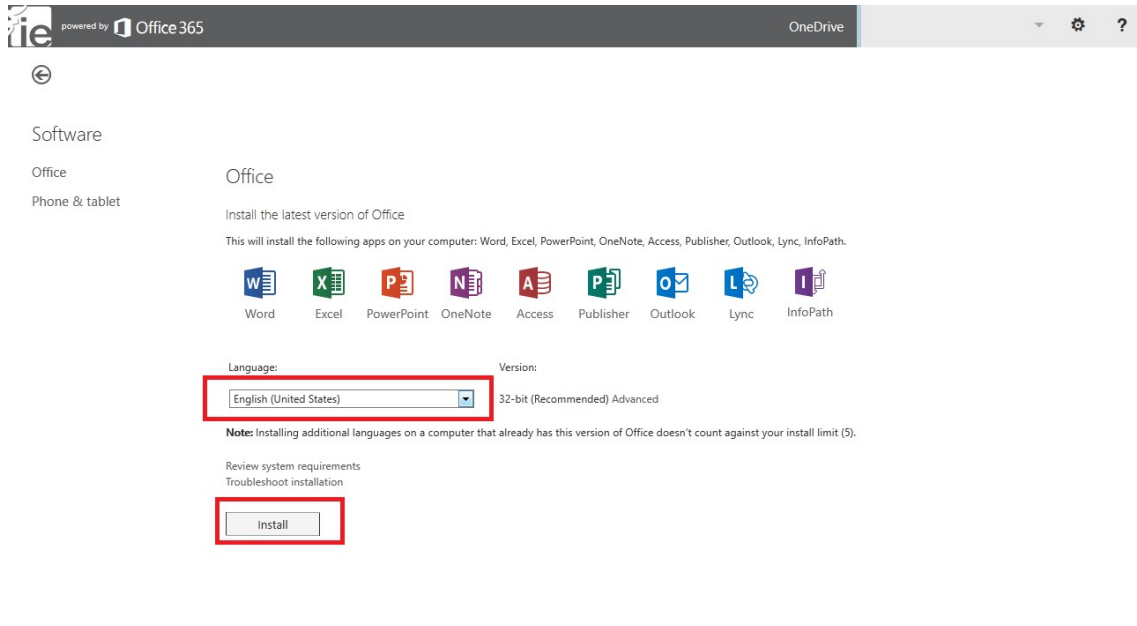 ie powered by Office 365 OneDrive ?
Software
Office
Phone & tablet
Office
Install the latest version of Office
This will install the following apps on your computer: Word, Excel, PowerPoint, OneNote, Access, Publisher, Outlook, Lync, InfoPath.
W X P N A P O L I
Word Excel PowerPoint OneNote Access Publisher Outlook Lync InfoPath
Language: Version:
English (United States) 32-bit (Recommended) Advanced
Note: Installing additional languages on a computer that already has this version of Office doesn't count against your install limit (5).
Review system requirements
Troubleshoot installation
Install